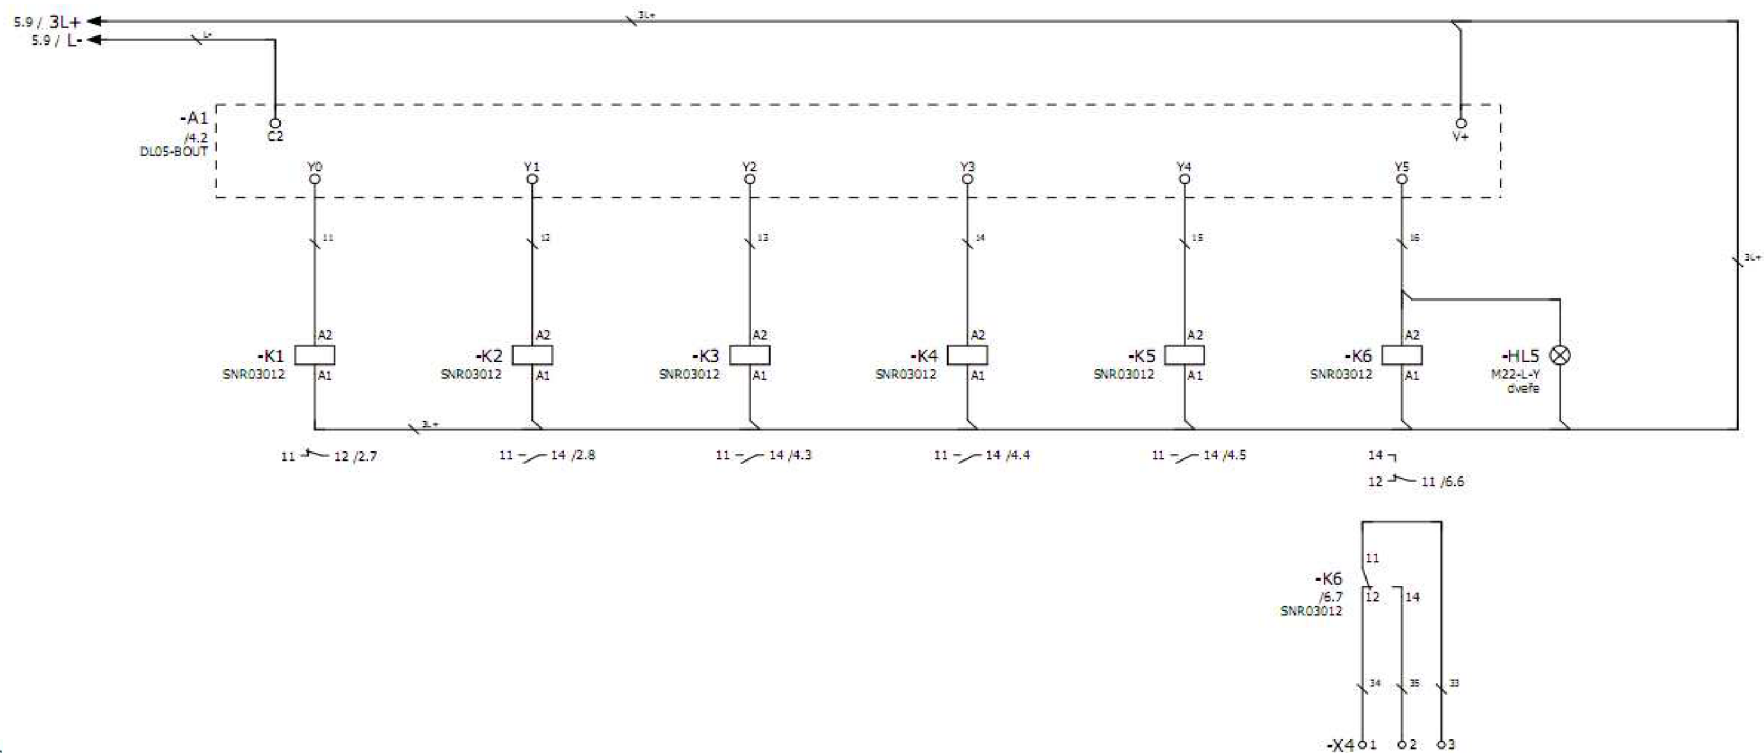 5.9 / 3L+
3L+
5.9 / L-
L-
-A1
/4.2
DL05-BOUT
C2
V+
Y0
Y1
Y2
Y3
Y4
Y5
11
12
13
14
15
16
3L+
A2
A2
A2
A2
A2
A2
-K1
-K2
-K3
-K4
-K5
-K6
-HL5
SNR03012
A1
SNR03012
A1
SNR03012
A1
SNR03012
A1
SNR03012
A1
SNR03012
A1
M22-L-Y
dveře
3L+
11 12 /2.7
11 14 /2.8
11 14 /4.3
11 14 /4.4
11 14 /4.5
14
12 11 /6.6
11
-K6
/6.7
SNR03012
12
14
34
35
33
-X4 1 2 3